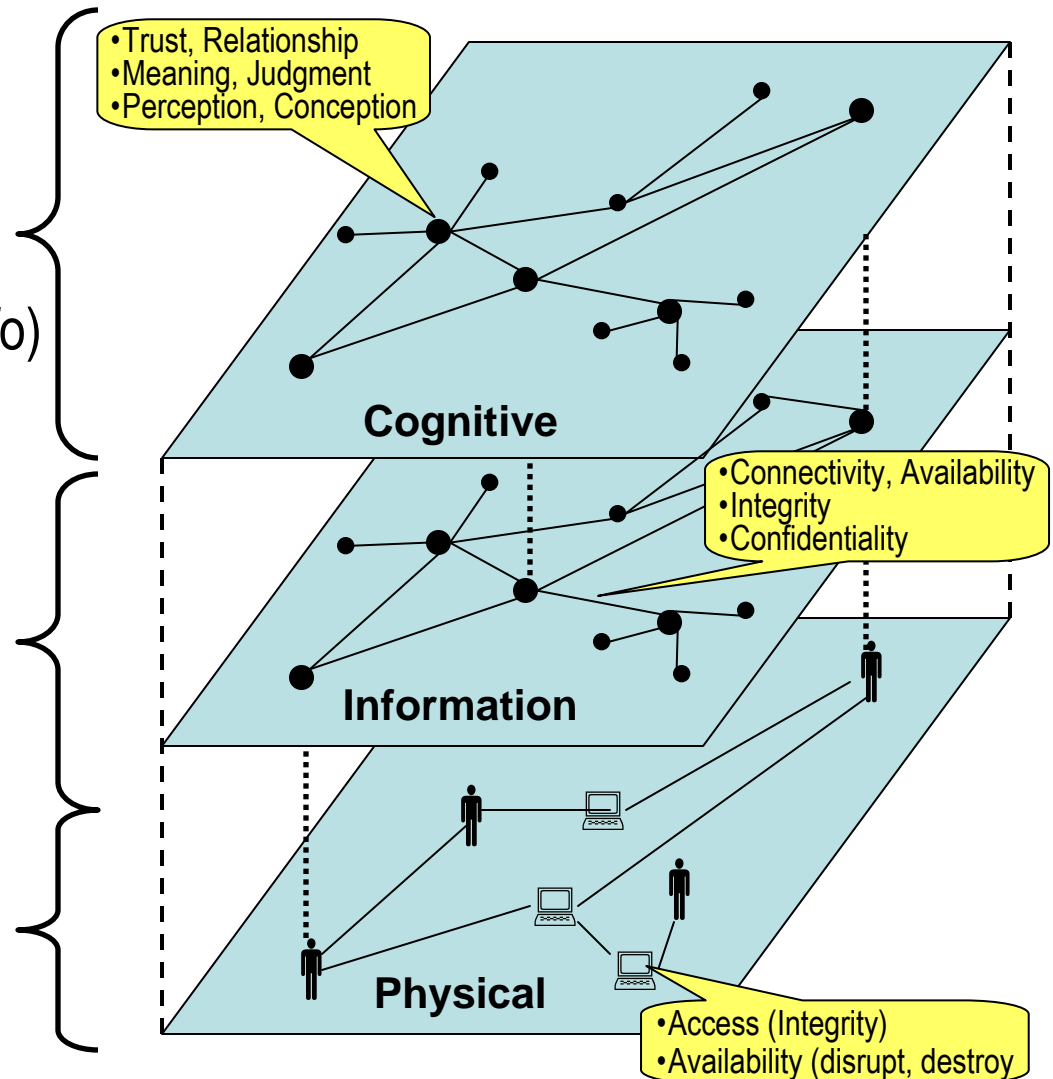 •Trust, Relationship
•Meaning, Judgment
•Perception, Conception
o)
Cognitive
•Connectivity, Availability
•Integrity
•Confidentiality
Information
Physical
•Access (Integrity)
•Availability (disrupt, destroy